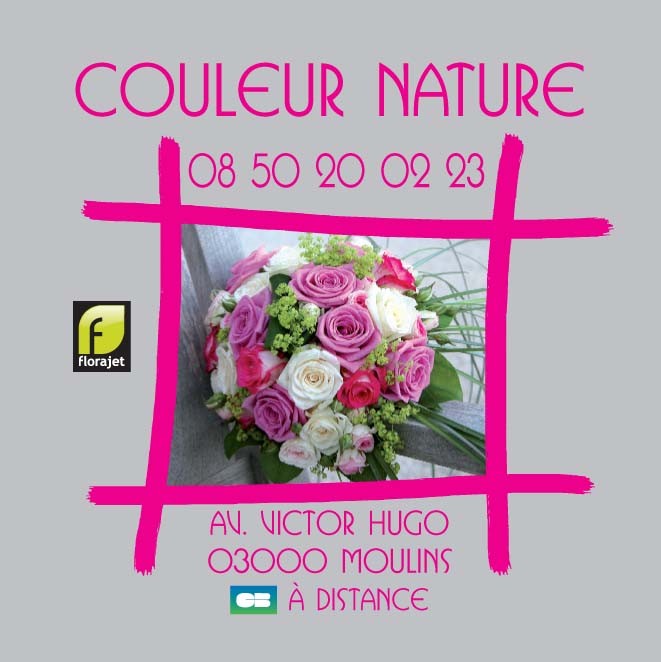 COULEUR NATURE
08 50 20 02 23
florajet
AV. VICTOR HUGO
03000 MOULINS
CB À DISTANCE